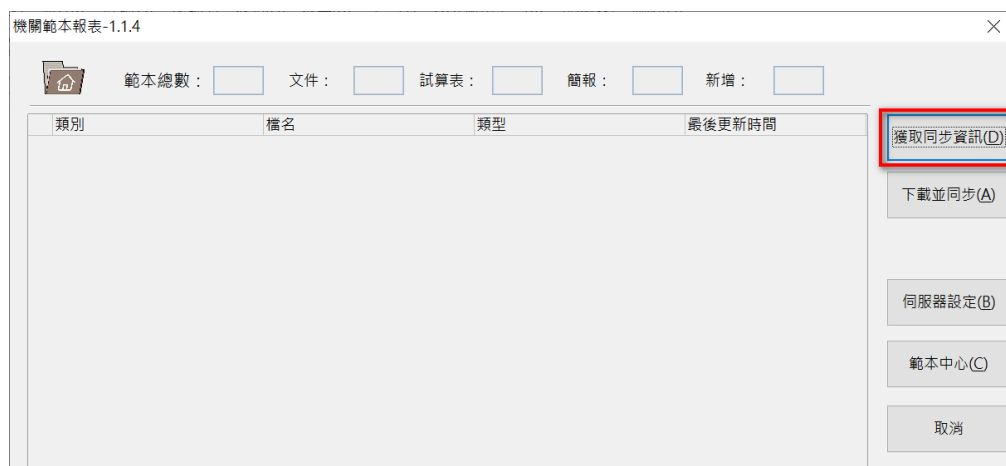 機關範本報表-1.1.4
範本總數： 文件： 試算表： 簡報： 新增：
類別 檔名 類型 最後更新時間
獲取同步資訊(D)
下載並同步(A)
伺服器設定(B)
範本中心(C)
取消